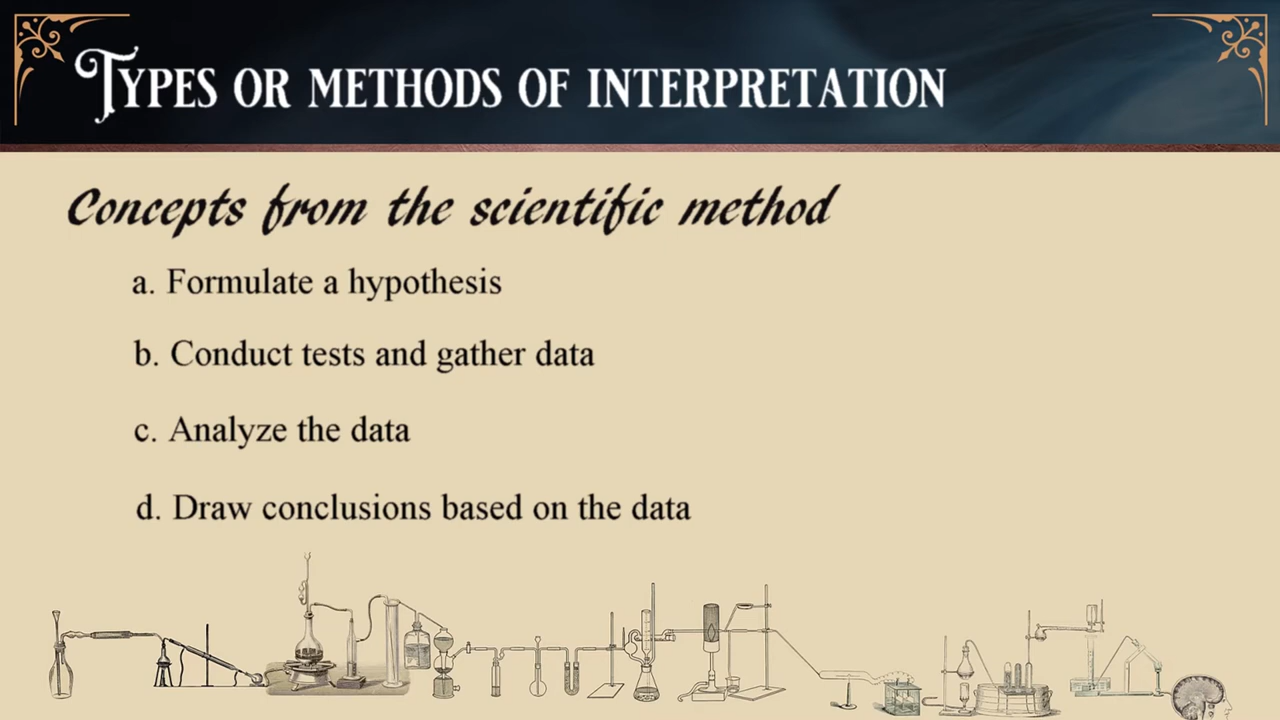 Types or methods of interpretation
Concepts from the scientific method
a. Formulate a hypothesis
b. Conduct tests and gather data
c. Analyze the data
d. Draw conclusions based on the data